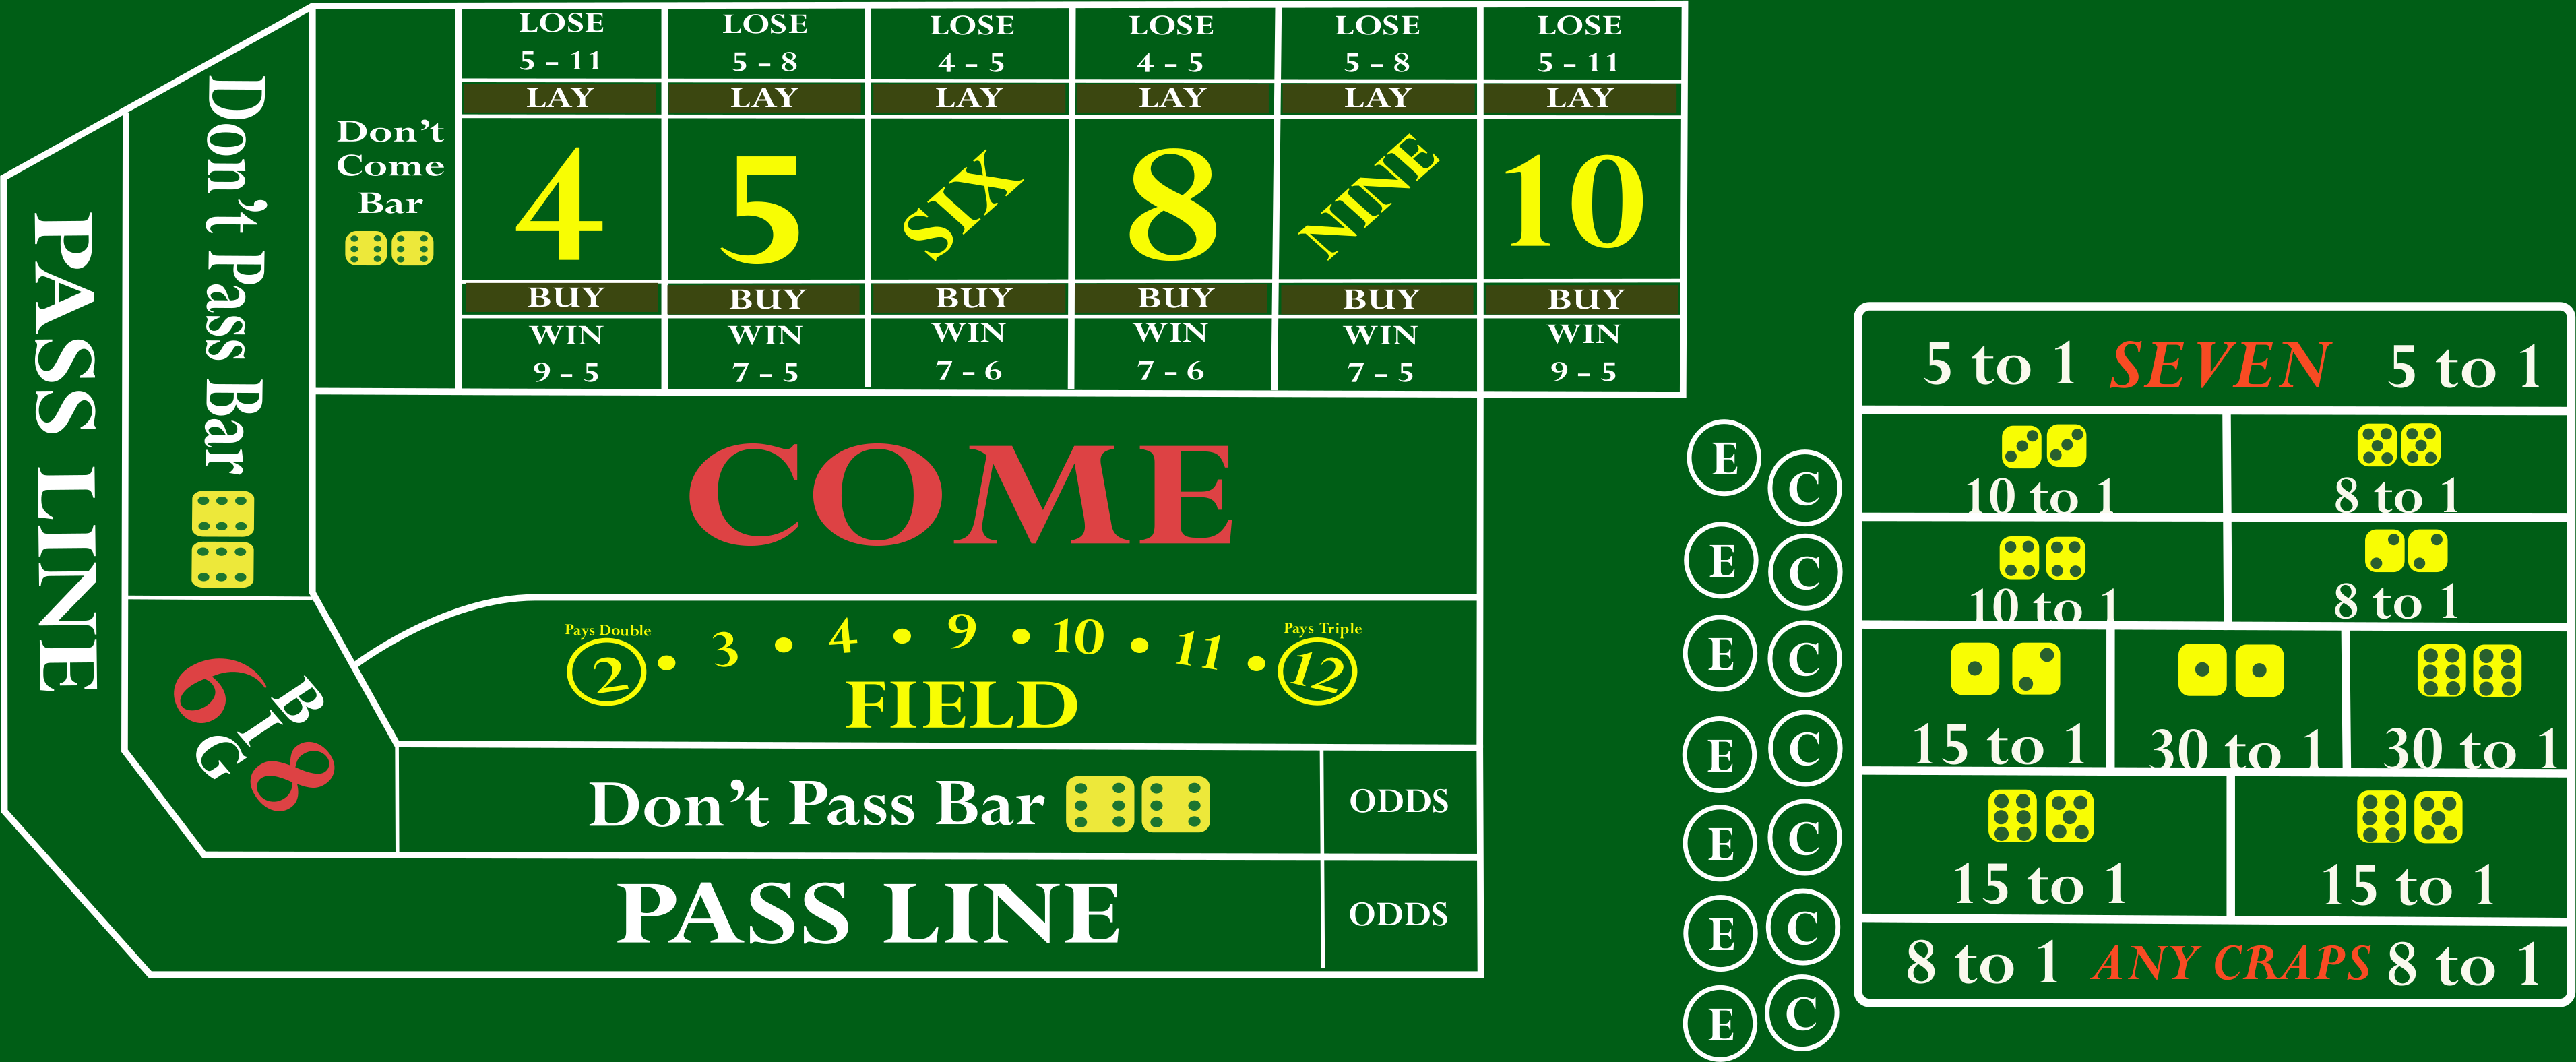 PASS LINE
Don't Pass Bar
Don't
Come
Bar
LOSE
5 - 11
LAY
4
BUY
WIN
9 - 5
LOSE
5 - 8
LAY
5
BUY
WIN
7 - 5
LOSE
4 - 5
LAY
SIX
BUY
WIN
7 - 6
LOSE
4 - 5
LAY
8
BUY
WIN
7 - 6
LOSE
5 - 8
LAY
NINE
BUY
WIN
7 - 5
LOSE
5 - 11
LAY
10
BUY
WIN
9 - 5
COME
Pays Double
2 • 3 • 4 • 9 • 10 • 11 • 12
Pays Triple
FIELD
6
BIG
8
Don't Pass Bar
ODDS
PASS LINE
ODDS
E
C
E
C
E
C
E
C
E
C
E
C
E
C
5 to 1 SEVEN 5 to 1
10 to 1
8 to 1
10 to 1
8 to 1
15 to 1
30 to 1
30 to 1
15 to 1
15 to 1
8 to 1 ANY CRAPS 8 to 1